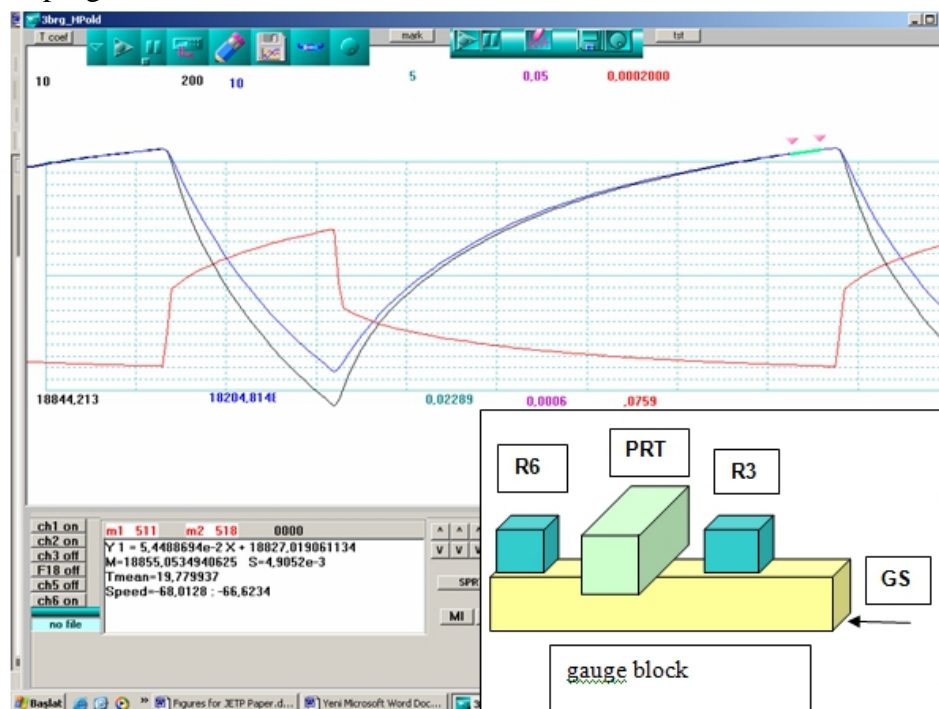 3brg_HPold
T coef
mark
tst
10
200
10
5
0,05
0,0002000
18844,213
18204,8148
0,02289
0,0006
,0759
ch1 on
ch2 on
ch3 off
F18 off
ch5 off
ch6 on
no file
m1 511 m2 518 0000
Y 1 = 5,4488694e-2 X + 18827,019061134
M=18855,0534940625 S=4,9052e-3
Tmean=19,779937
Speed=-68,0128 : -66,6234
^ ^
V V
MI
R6
PRT
R3
GS
gauge block
Başlat
Figures for JETP Paper.d...
Yeni Microsoft Word Doc...